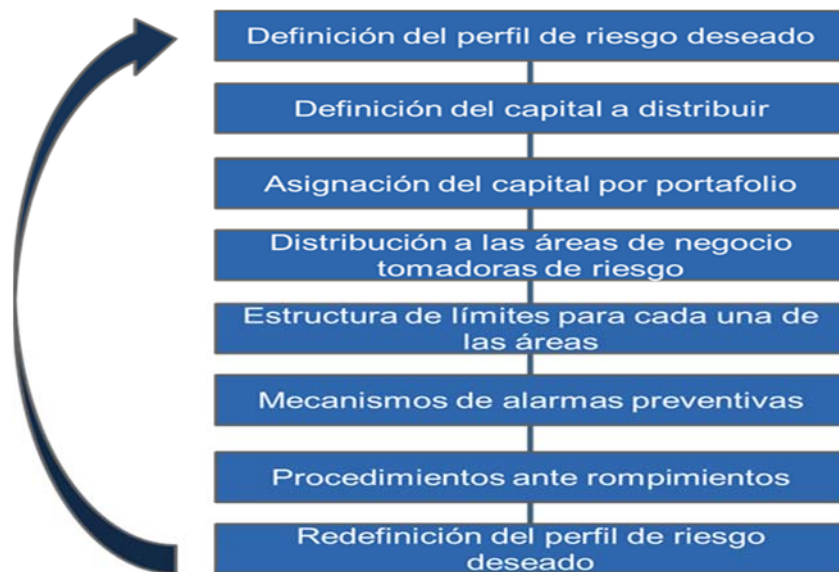 Definición del perfil de riesgo deseado
Definición del capital a distribuir
Asignación del capital por portafolio
Distribución a las áreas de negocio
tomadoras de riesgo
Estructura de límites para cada una de
las áreas
Mecanismos de alarmas preventivas
Procedimientos ante rompimientos
Redefinición del perfil de riesgo
deseado